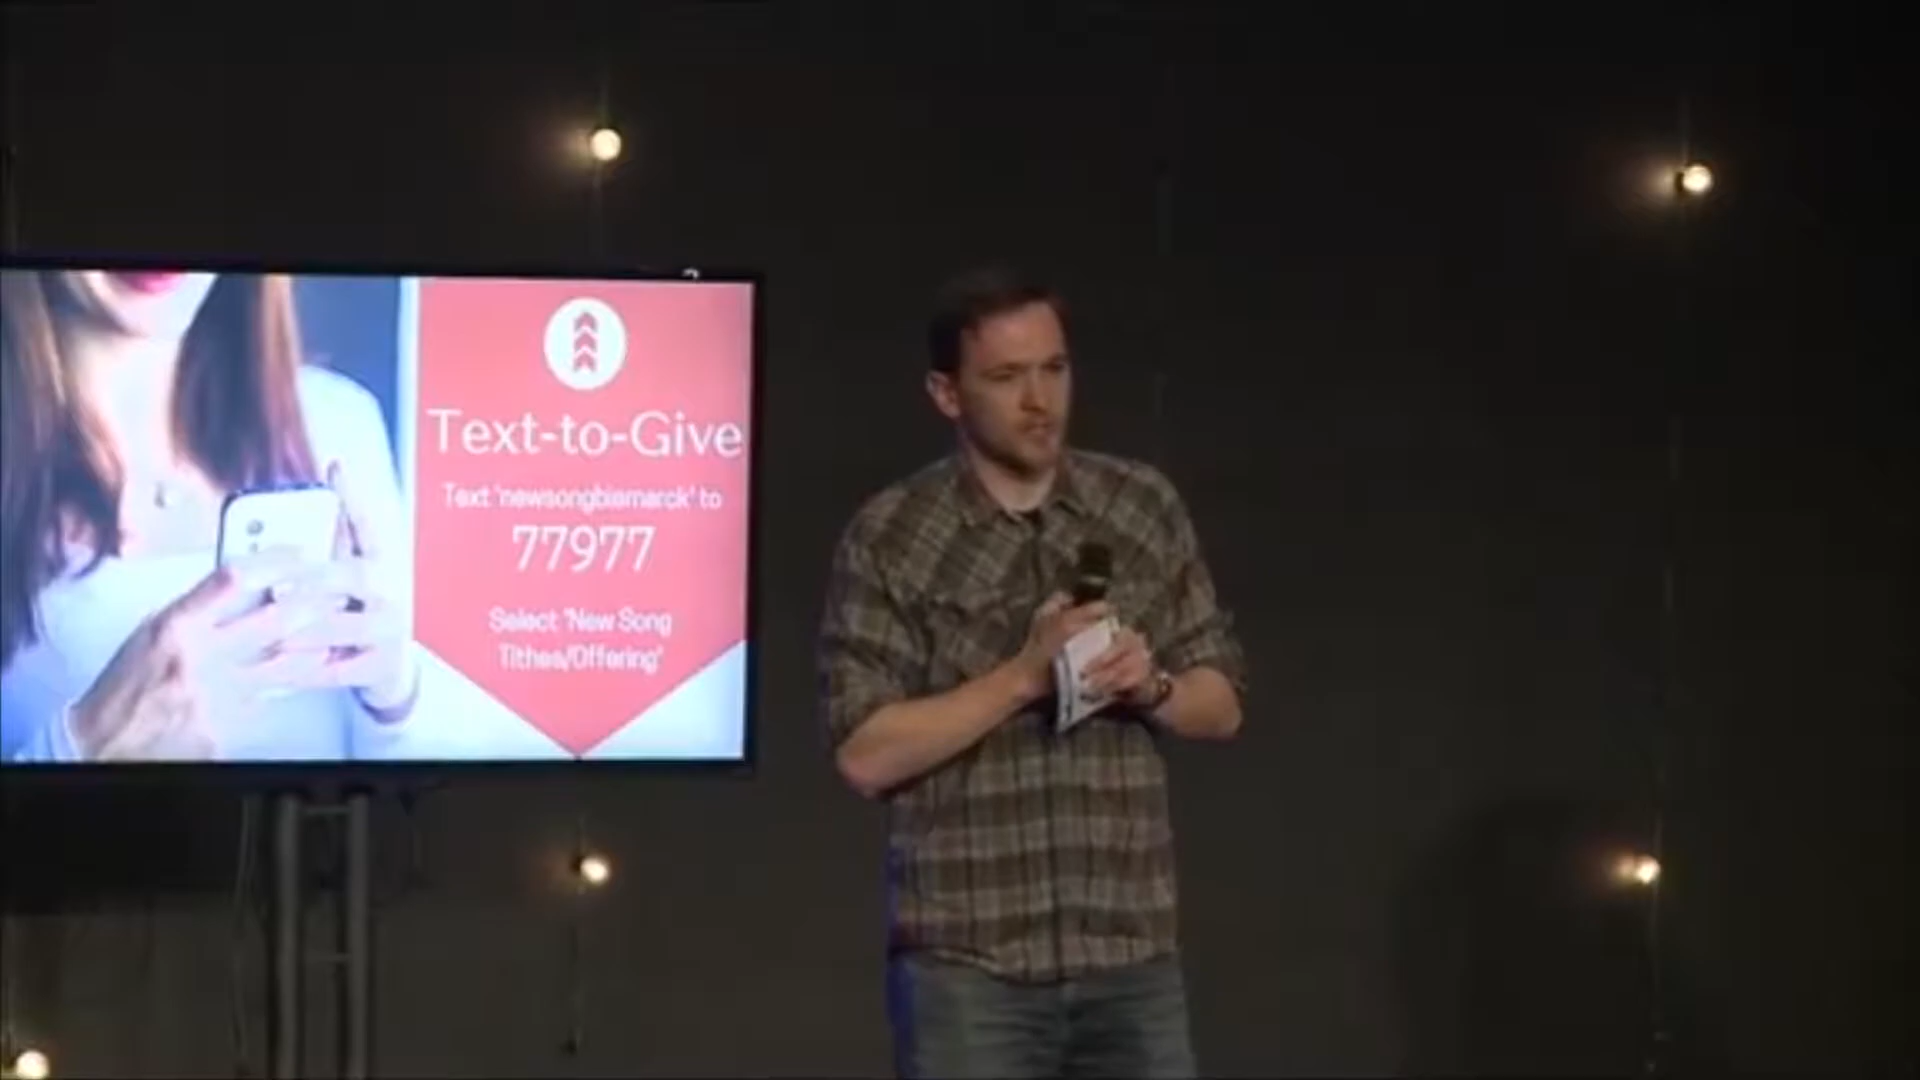 Text-to-Give
Text 'newsongbismarck' to
77977
Select 'New Song
Tithes/Offering'